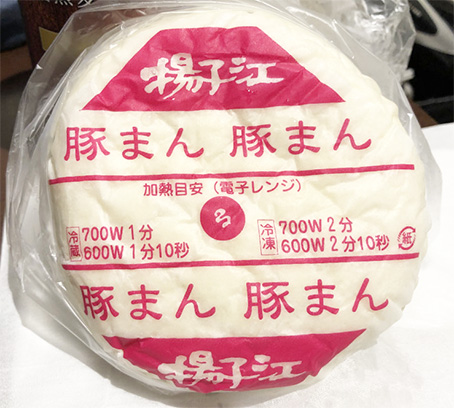 揚子江
豚まん 豚まん
加熱目安（電子レンジ）
冷蔵 700W 1分
600W 1分10秒
冷凍 700W 2分
600W 2分10秒
紙
豚まん 豚まん
揚子江